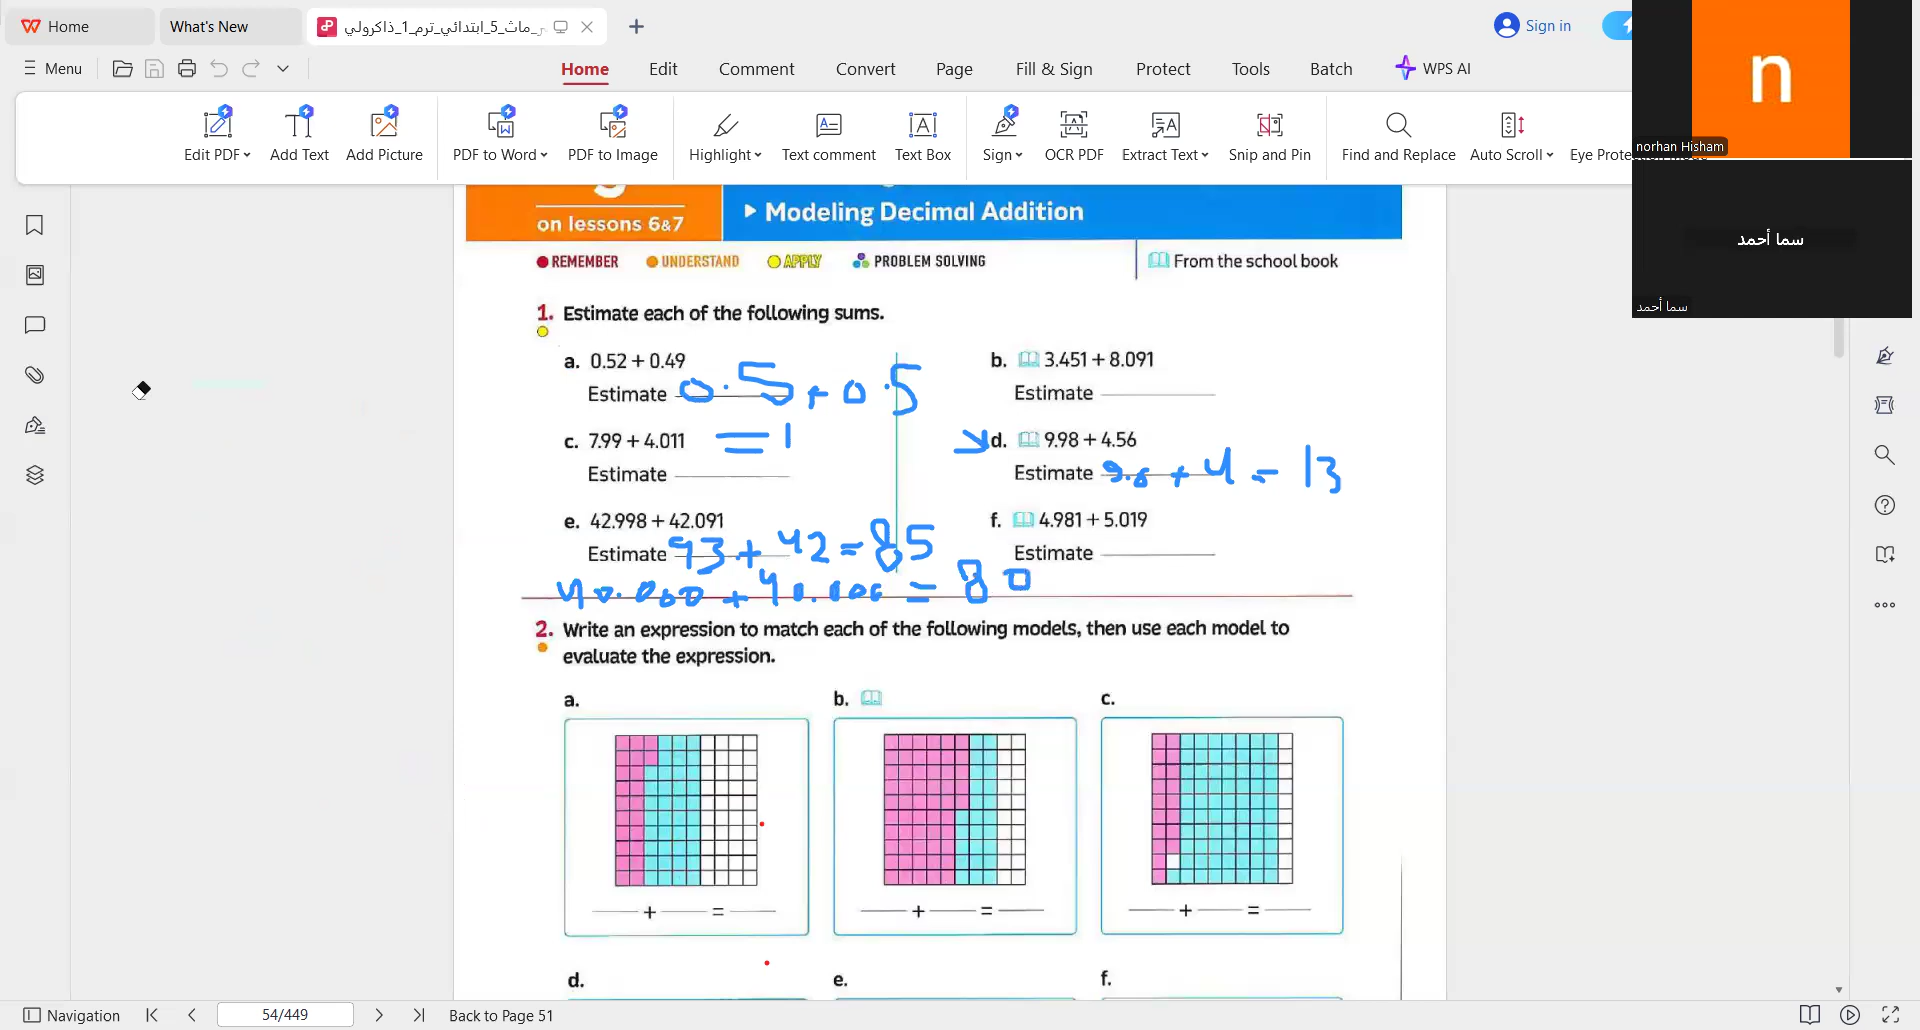 Home
What's New
ـر_ماث_5_ابتدائي_ترم_1_ذاكرولي
Sign in
Menu
Home Edit Comment Convert Page Fill & Sign Protect Tools Batch WPS AI
Edit PDF Add Text Add Picture PDF to Word PDF to Image Highlight Text comment Text Box Sign OCR PDF Extract Text Snip and Pin Find and Replace Auto Scroll
n
norhan Hisham
سما أحمد
سما أحمد
on lessons 6&7
Modeling Decimal Addition
REMEMBER UNDERSTAND APPLY PROBLEM SOLVING From the school book
1. Estimate each of the following sums.
a. 0.52 + 0.49
Estimate 0.5 + 0.5
= 1
b. 3.451 + 8.091
Estimate
c. 7.99 + 4.011
Estimate
d. 9.98 + 4.56
Estimate + 4 = 13
e. 42.998 + 42.091
Estimate 43 + 42 = 85
40.000 + 40.000 = 80
f. 4.981 + 5.019
Estimate
2. Write an expression to match each of the following models, then use each model to
evaluate the expression.
a.
+ =
b.
+ =
c.
+ =
d.
e.
f.
Navigation
54/449
Back to Page 51